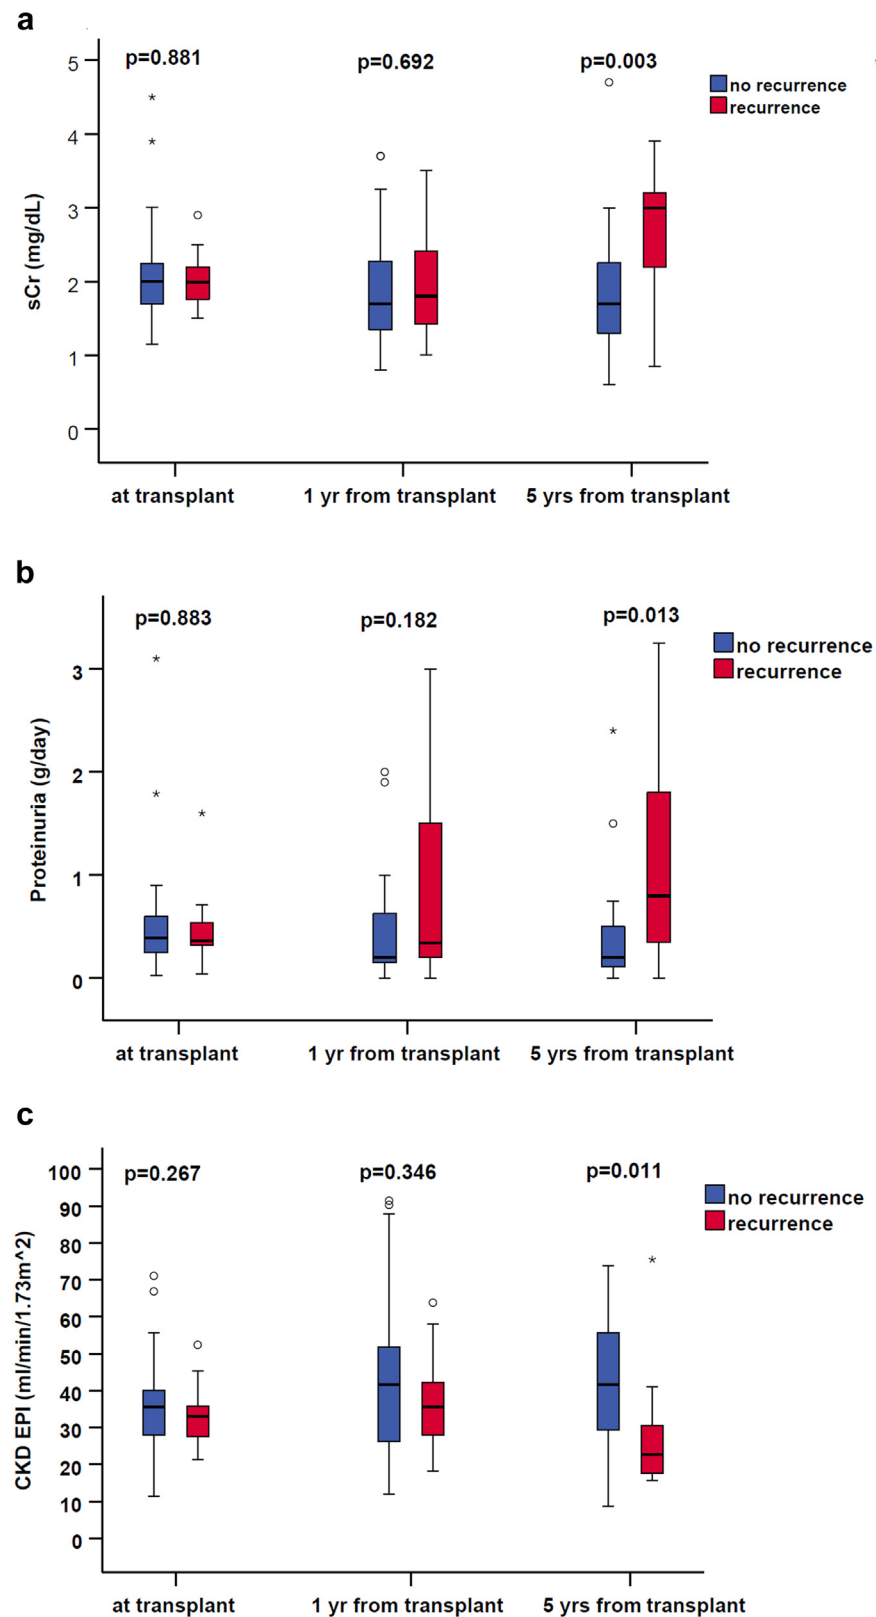 a
p=0.881 p=0.692 p=0.003
no recurrence
recurrence
sCr (mg/dL)
5
4
3
2
1
0
at transplant 1 yr from transplant 5 yrs from transplant
b
p=0.883 p=0.182 p=0.013
no recurrence
recurrence
Proteinuria (g/day)
3
2
1
0
at transplant 1 yr from transplant 5 yrs from transplant
c
p=0.267 p=0.346 p=0.011
no recurrence
recurrence
CKD EPI (ml/min/1.73m^2)
100
90
80
70
60
50
40
30
20
10
0
at transplant 1 yr from transplant 5 yrs from transplant